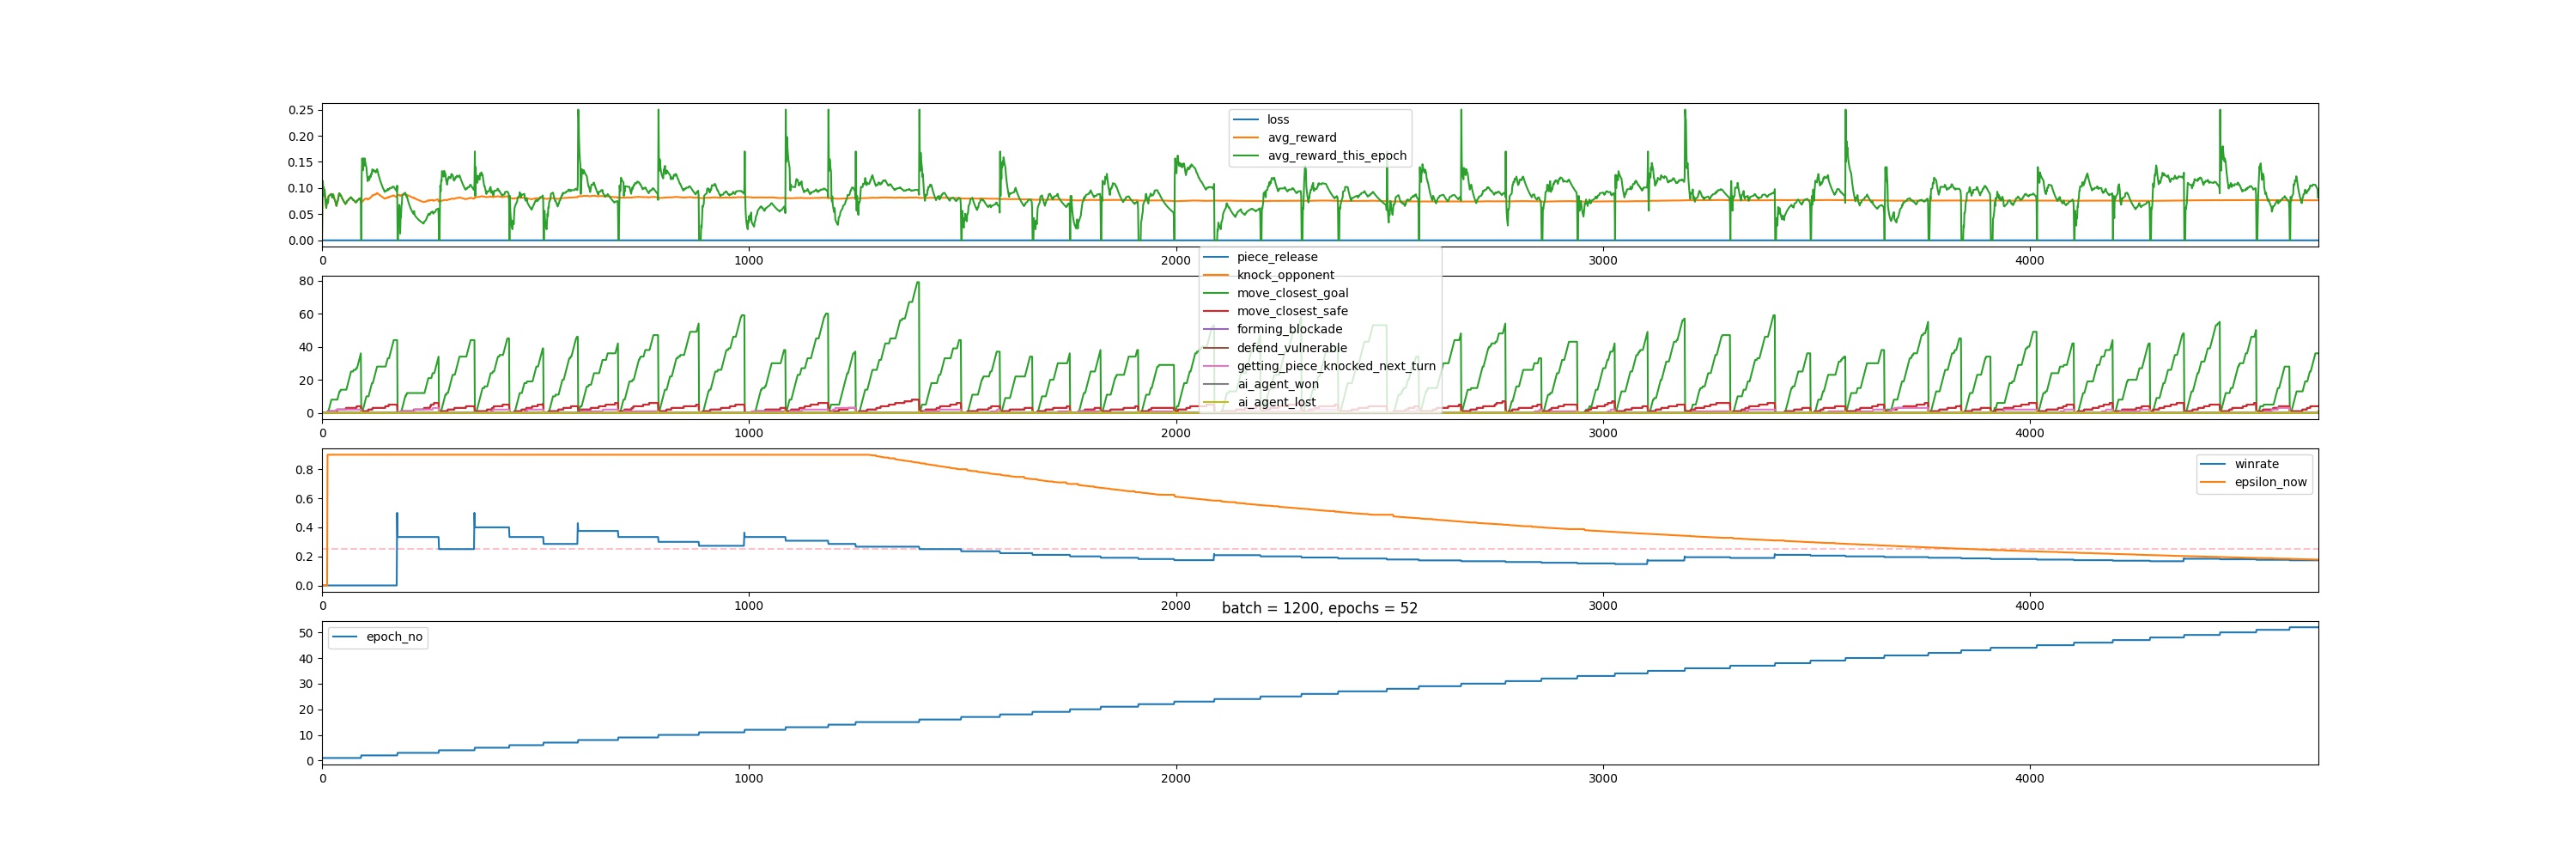 0.25
0.20
0.15
0.10
0.05
0.00
loss
avg_reward
avg_reward_this_epoch
0 1000 2000 3000 4000
80
60
40
20
0
piece_release
knock_opponent
move_closest_goal
move_closest_safe
forming_blockade
defend_vulnerable
getting_piece_knocked_next_turn
ai_agent_won
ai_agent_lost
0 1000 2000 3000 4000
0.8
0.6
0.4
0.2
0.0
winrate
epsilon_now
0 1000 2000 3000 4000
batch = 1200, epochs = 52
50
40
30
20
10
0
epoch_no
0 1000 2000 3000 4000